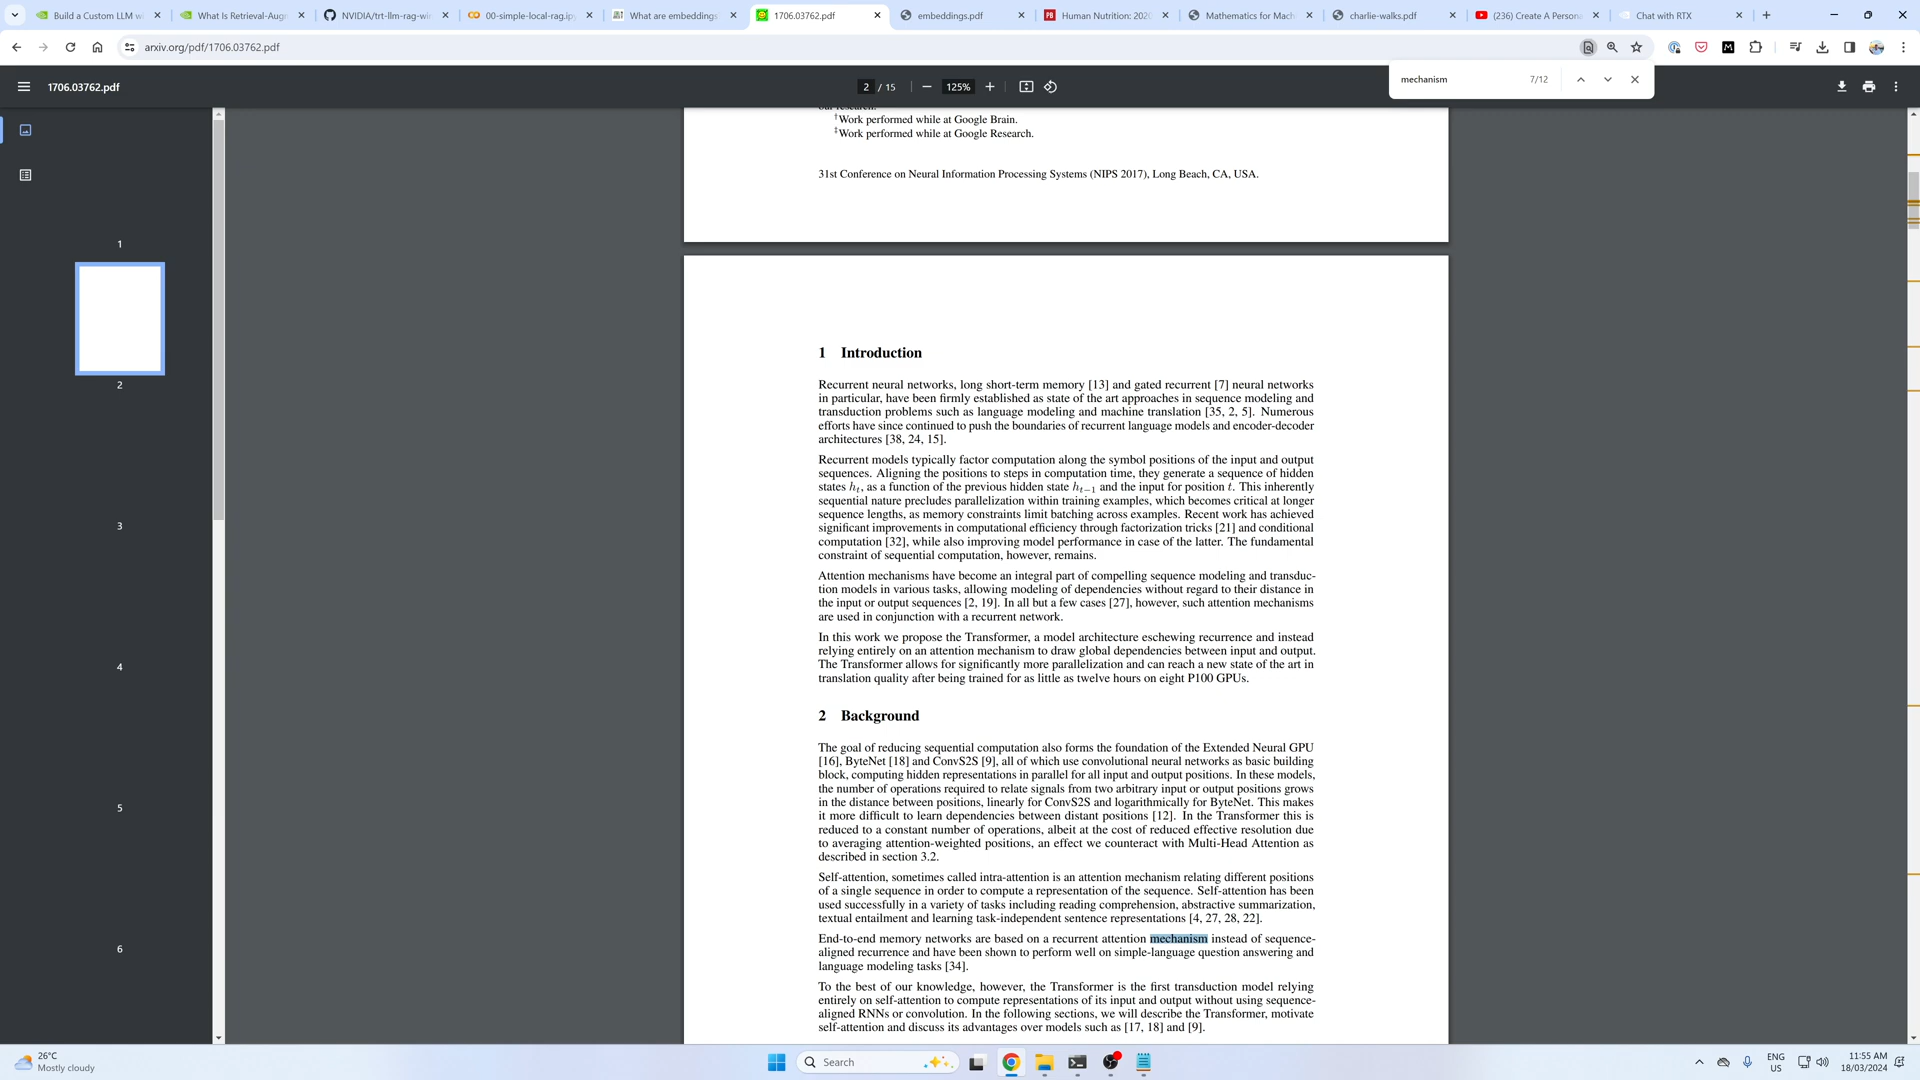 Build a Custom LLM wi
What Is Retrieval-Augm
NVIDIA/trt-llm-rag-win
00-simple-local-rag.ip
What are embeddings
1706.03762.pdf
embeddings.pdf
Human Nutrition: 2020
Mathematics for Mach
charlie-walks.pdf
(236) Create A Persona
Chat with RTX
arxiv.org/pdf/1706.03762.pdf
1706.03762.pdf
2 / 15
125%
mechanism
7/12
our research.
†Work performed while at Google Brain.
‡Work performed while at Google Research.
31st Conference on Neural Information Processing Systems (NIPS 2017), Long Beach, CA, USA.
1
2
3
4
5
6
1 Introduction
Recurrent neural networks, long short-term memory [13] and gated recurrent [7] neural networks
in particular, have been firmly established as state of the art approaches in sequence modeling and
transduction problems such as language modeling and machine translation [35, 2, 5]. Numerous
efforts have since continued to push the boundaries of recurrent language models and encoder-decoder
architectures [38, 24, 15].
Recurrent models typically factor computation along the symbol positions of the input and output
sequences. Aligning the positions to steps in computation time, they generate a sequence of hidden
states hₜ, as a function of the previous hidden state hₜ₋₁ and the input for position t. This inherently
sequential nature precludes parallelization within training examples, which becomes critical at longer
sequence lengths, as memory constraints limit batching across examples. Recent work has achieved
significant improvements in computational efficiency through factorization tricks [21] and conditional
computation [32], while also improving model performance in case of the latter. The fundamental
constraint of sequential computation, however, remains.
Attention mechanisms have become an integral part of compelling sequence modeling and transduc-
tion models in various tasks, allowing modeling of dependencies without regard to their distance in
the input or output sequences [2, 19]. In all but a few cases [27], however, such attention mechanisms
are used in conjunction with a recurrent network.
In this work we propose the Transformer, a model architecture eschewing recurrence and instead
relying entirely on an attention mechanism to draw global dependencies between input and output.
The Transformer allows for significantly more parallelization and can reach a new state of the art in
translation quality after being trained for as little as twelve hours on eight P100 GPUs.
2 Background
The goal of reducing sequential computation also forms the foundation of the Extended Neural GPU
[16], ByteNet [18] and ConvS2S [9], all of which use convolutional neural networks as basic building
block, computing hidden representations in parallel for all input and output positions. In these models,
the number of operations required to relate signals from two arbitrary input or output positions grows
in the distance between positions, linearly for ConvS2S and logarithmically for ByteNet. This makes
it more difficult to learn dependencies between distant positions [12]. In the Transformer this is
reduced to a constant number of operations, albeit at the cost of reduced effective resolution due
to averaging attention-weighted positions, an effect we counteract with Multi-Head Attention as
described in section 3.2.
Self-attention, sometimes called intra-attention is an attention mechanism relating different positions
of a single sequence in order to compute a representation of the sequence. Self-attention has been
used successfully in a variety of tasks including reading comprehension, abstractive summarization,
textual entailment and learning task-independent sentence representations [4, 27, 28, 22].
End-to-end memory networks are based on a recurrent attention mechanism instead of sequence-
aligned recurrence and have been shown to perform well on simple-language question answering and
language modeling tasks [34].
To the best of our knowledge, however, the Transformer is the first transduction model relying
entirely on self-attention to compute representations of its input and output without using sequence-
aligned RNNs or convolution. In the following sections, we will describe the Transformer, motivate
self-attention and discuss its advantages over models such as [17, 18] and [9].
26°C
Mostly cloudy
Search
ENG
US
11:55 AM
18/03/2024